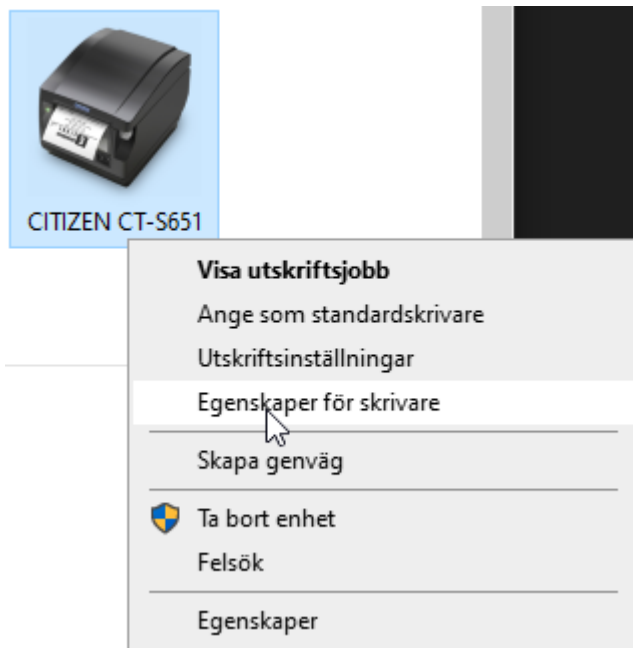 CITIZEN CT-S651
Visa utskriftsjobb
Ange som standardskrivare
Utskriftsinställningar
Egenskaper för skrivare
Skapa genväg
Ta bort enhet
Felsök
Egenskaper